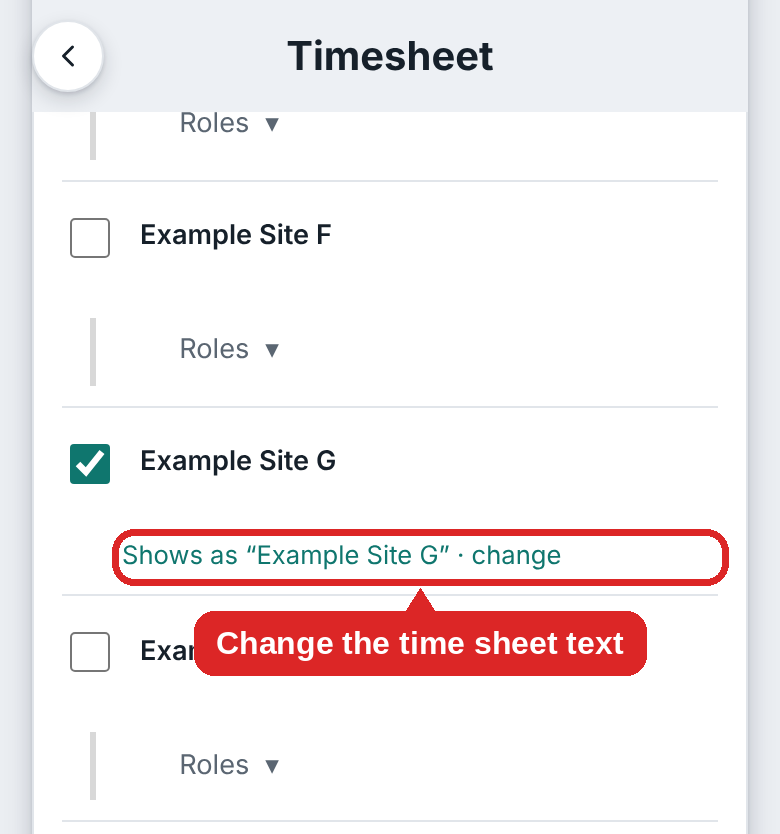 Timesheet
Roles ▼
Example Site F
Roles ▼
Example Site G
Shows as “Example Site G” · change
Change the time sheet text
Roles ▼